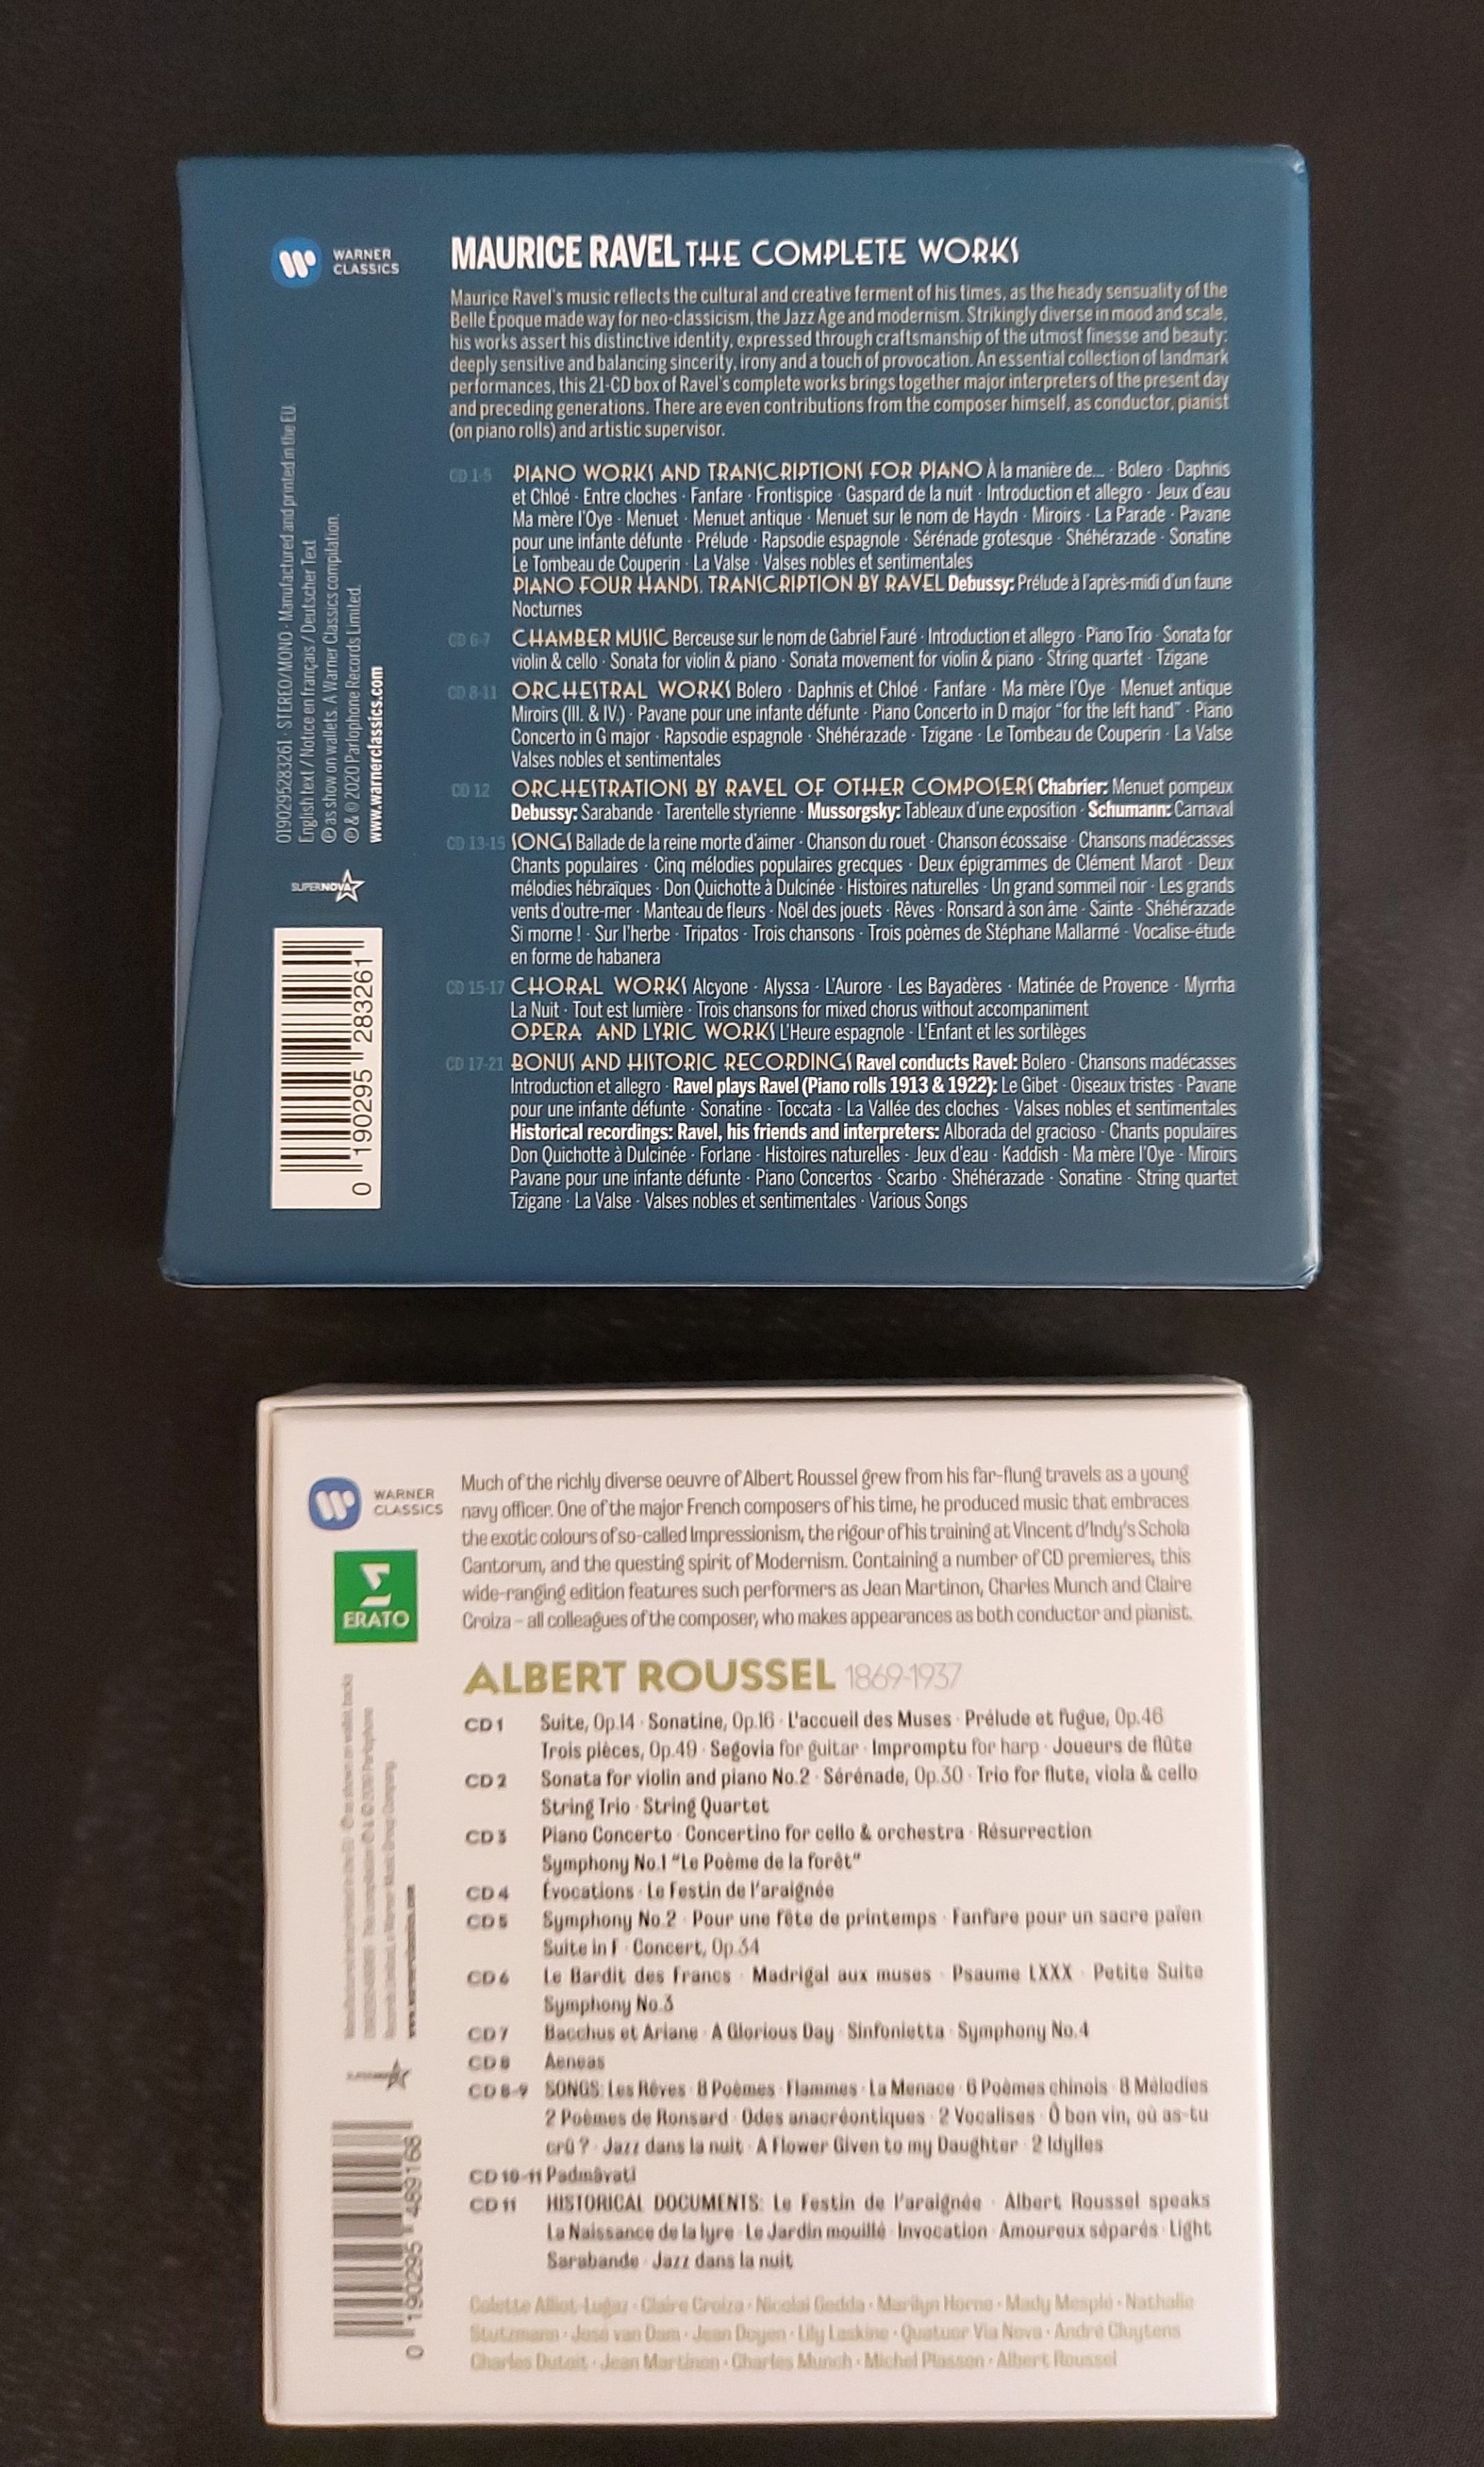 WARNER
CLASSICS
MAURICE RAVEL THE COMPLETE WORKS
Maurice Ravel's music reflects the cultural and creative ferment of his times, as the heady sensuality of the
Belle Époque made way for neo-classicism, the Jazz Age and modernism. Strikingly diverse in mood and scale,
his works assert his distinctive identity, expressed through craftsmanship of the utmost finesse and beauty:
deeply sensitive and balancing sincerity, irony and a touch of provocation. An essential collection of landmark
performances, this 21-CD box of Ravel's complete works brings together major interpreters of the present day
and preceding generations. There are even contributions from the composer himself, as conductor, pianist
(on piano rolls) and artistic supervisor.
CD 1-5 PIANO WORKS AND TRANSCRIPTIONS FOR PIANO À la manière de... · Bolero · Daphnis
et Chloé · Entre cloches · Fanfare · Frontispice · Gaspard de la nuit · Introduction et allegro · Jeux d'eau
Ma mère l'Oye · Menuet · Menuet antique · Menuet sur le nom de Haydn · Miroirs · La Parade · Pavane
pour une infante défunte · Prélude · Rapsodie espagnole · Sérénade grotesque · Shéhérazade · Sonatine
Le Tombeau de Couperin · La Valse · Valses nobles et sentimentales
PIANO FOUR HANDS, TRANSCRIPTION BY RAVEL Debussy: Prélude à l'après-midi d'un faune
Nocturnes
CD 6-7 CHAMBER MUSIC Berceuse sur le nom de Gabriel Fauré · Introduction et allegro · Piano Trio · Sonata for
violin & cello · Sonata for violin & piano · Sonata movement for violin & piano · String quartet · Tzigane
CD 8-11 ORCHESTRAL WORKS Bolero · Daphnis et Chloé · Fanfare · Ma mère l'Oye · Menuet antique
Miroirs (III. & IV.) · Pavane pour une infante défunte · Piano Concerto in D major "for the left hand" · Piano
Concerto in G major · Rapsodie espagnole · Shéhérazade · Tzigane · Le Tombeau de Couperin · La Valse
Valses nobles et sentimentales
CD 12 ORCHESTRATIONS BY RAVEL OF OTHER COMPOSERS Chabrier: Menuet pompeux
Debussy: Sarabande · Tarentelle styrienne · Mussorgsky: Tableaux d'une exposition · Schumann: Carnaval
CD 13-15 SONGS Ballade de la reine morte d'aimer · Chanson du rouet · Chanson écossaise · Chansons madécasses
Chants populaires · Cinq mélodies populaires grecques · Deux épigrammes de Clément Marot · Deux
mélodies hébraïques · Don Quichotte à Dulcinée · Histoires naturelles · Un grand sommeil noir · Les grands
vents d'outre-mer · Manteau de fleurs · Noël des jouets · Rêves · Ronsard à son âme · Sainte · Shéhérazade
Si morne ! · Sur l'herbe · Tripatos · Trois chansons · Trois poèmes de Stéphane Mallarmé · Vocalise-étude
en forme de habanera
CD 15-17 CHORAL WORKS Alcyone · Alyssa · L'Aurore · Les Bayadères · Matinée de Provence · Myrrha
La Nuit · Tout est lumière · Trois chansons for mixed chorus without accompaniment
OPERA AND LYRIC WORKS L'Heure espagnole · L'Enfant et les sortilèges
CD 17-21 BONUS AND HISTORIC RECORDINGS Ravel conducts Ravel: Bolero · Chansons madécasses
Introduction et allegro · Ravel plays Ravel (Piano rolls 1913 & 1922): Le Gibet · Oiseaux tristes · Pavane
pour une infante défunte · Sonatine · Toccata · La Vallée des cloches · Valses nobles et sentimentales
Historical recordings: Ravel, his friends and interpreters: Alborada del gracioso · Chants populaires
Don Quichotte à Dulcinée · Forlane · Histoires naturelles · Jeux d'eau · Kaddish · Ma mère l'Oye · Miroirs
Pavane pour une infante défunte · Piano Concertos · Scarbo · Shéhérazade · Sonatine · String quartet
Tzigane · La Valse · Valses nobles et sentimentales · Various Songs
0190295283261 · STEREO/MONO · Manufactured and printed in the EU.
English text / Notice en français / Deutscher Text
Ⓟ as shown on wallets. A Warner Classics compilation.
Ⓟ & © 2020 Parlophone Records Limited.
www.warnerclassics.com
SUPERNOVA
0 190295 283261
WARNER
CLASSICS
ERATO
Much of the richly diverse oeuvre of Albert Roussel grew from his far-flung travels as a young
navy officer. One of the major French composers of his time, he produced music that embraces
the exotic colours of so-called Impressionism, the rigour of his training at Vincent d'Indy's Schola
Cantorum, and the questing spirit of Modernism. Containing a number of CD premieres, this
wide-ranging edition features such performers as Jean Martinon, Charles Munch and Claire
Croiza – all colleagues of the composer, who makes appearances as both conductor and pianist.
ALBERT ROUSSEL 1869-1937
CD 1 Suite, Op.14 · Sonatine, Op.16 · L'accueil des Muses · Prélude et fugue, Op.46
Trois pièces, Op.49 · Segovia for guitar · Impromptu for harp · Joueurs de flûte
CD 2 Sonata for violin and piano No.2 · Sérénade, Op.30 · Trio for flute, viola & cello
String Trio · String Quartet
CD 3 Piano Concerto · Concertino for cello & orchestra · Résurrection
Symphony No.1 "Le Poème de la forêt"
CD 4 Évocations · Le Festin de l'araignée
CD 5 Symphony No.2 · Pour une fête de printemps · Fanfare pour un sacre païen
Suite in F · Concert, Op.34
CD 6 Le Bardit des Francs · Madrigal aux muses · Psaume LXXX · Petite Suite
Symphony No.3
CD 7 Bacchus et Ariane · A Glorious Day · Sinfonietta · Symphony No.4
CD 8 Aeneas
CD 8-9 SONGS: Les Rêves · 8 Poèmes · Flammes · La Menace · 6 Poèmes chinois · 8 Mélodies
2 Poèmes de Ronsard · Odes anacréontiques · 2 Vocalises · Ô bon vin, où as-tu
crû ? · Jazz dans la nuit · A Flower Given to my Daughter · 2 Idylles
CD 10-11 Padmâvatî
CD 11 HISTORICAL DOCUMENTS: Le Festin de l'araignée · Albert Roussel speaks
La Naissance de la lyre · Le Jardin mouillé · Invocation · Amoureux séparés · Light
Sarabande · Jazz dans la nuit
Colette Alliot-Lugaz · Claire Croiza · Nicolai Gedda · Marilyn Horne · Mady Mesplé · Nathalie
Stutzmann · José van Dam · Jean Doyen · Lily Laskine · Quatuor Via Nova · André Cluytens
Charles Dutoit · Jean Martinon · Charles Munch · Michel Plasson · Albert Roussel
www.warnerclassics.com
0 190295 489168